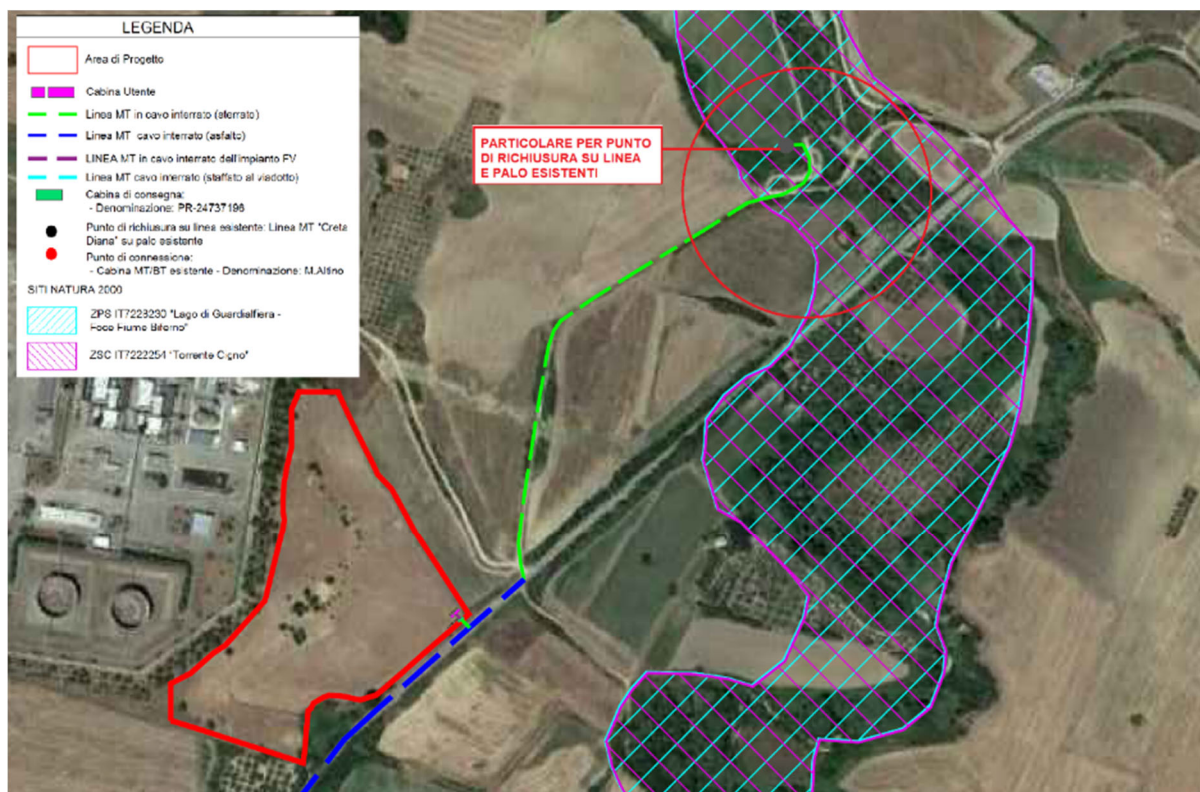 LEGENDA
Area di Progetto
Cabina Utente
Linea MT in cavo interrato (sterrato)
Linea MT cavo interrato (asfalto)
LINEA MT in cavo interrato dell'impianto FV
Linea MT cavo interrato (staffato al viadotto)
Cabina di consegna:
- Denominazione: PR-24737196
Punto di richiusura su linea esistente: Linea MT "Creta
Diana" su palo esistente
Punto di connessione:
- Cabina MT/BT esistente - Denominazione: M.Altino
SITI NATURA 2000
ZPS IT7228230 "Lago di Guardialfiera -
Foce Fiume Biferno"
ZSC IT7222254 "Torrente Cigno"
PARTICOLARE PER PUNTO
DI RICHIUSURA SU LINEA
E PALO ESISTENTI